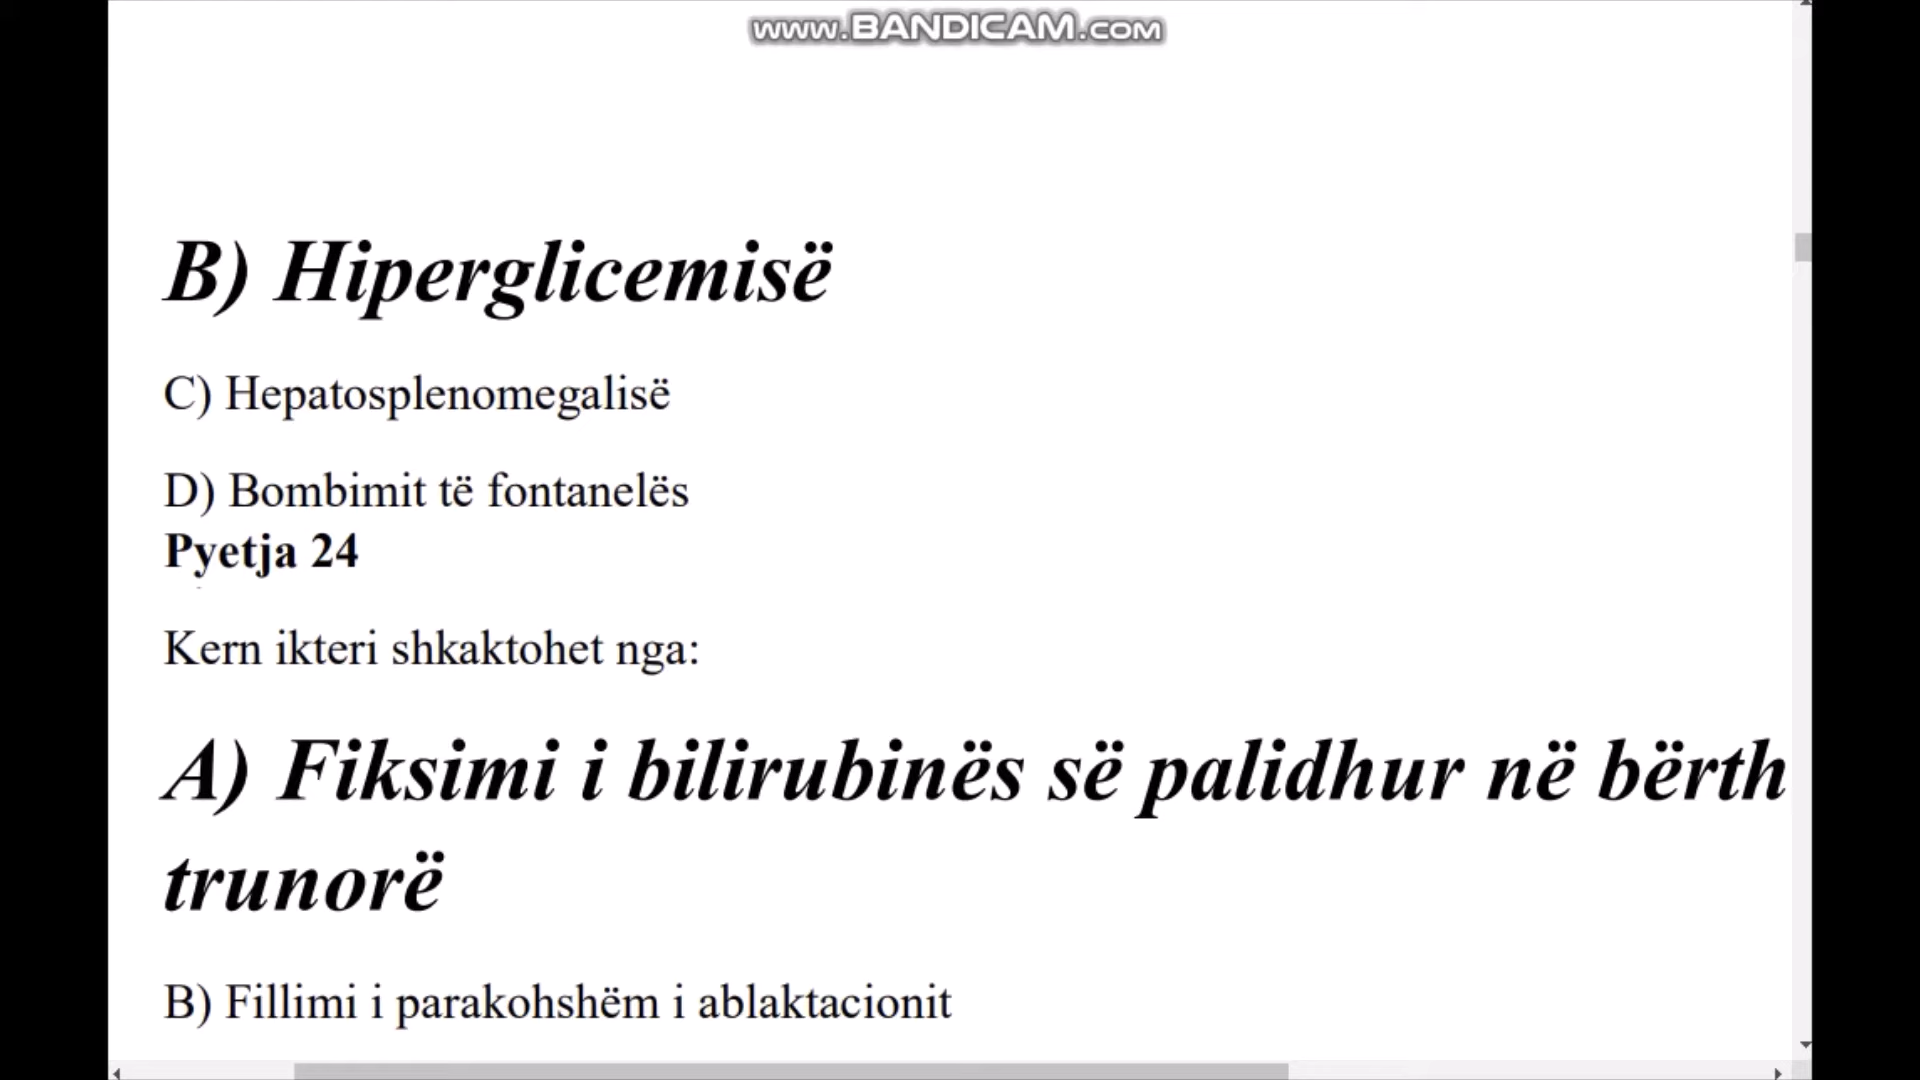 www.BANDICAM.com
B) Hiperglicemisë
C) Hepatosplenomegalisë
D) Bombimit të fontanelës
Pyetja 24
Kern ikteri shkaktohet nga:
A) Fiksimi i bilirubinës së palidhur në bërth
trunorë
B) Fillimi i parakohshëm i ablaktacionit